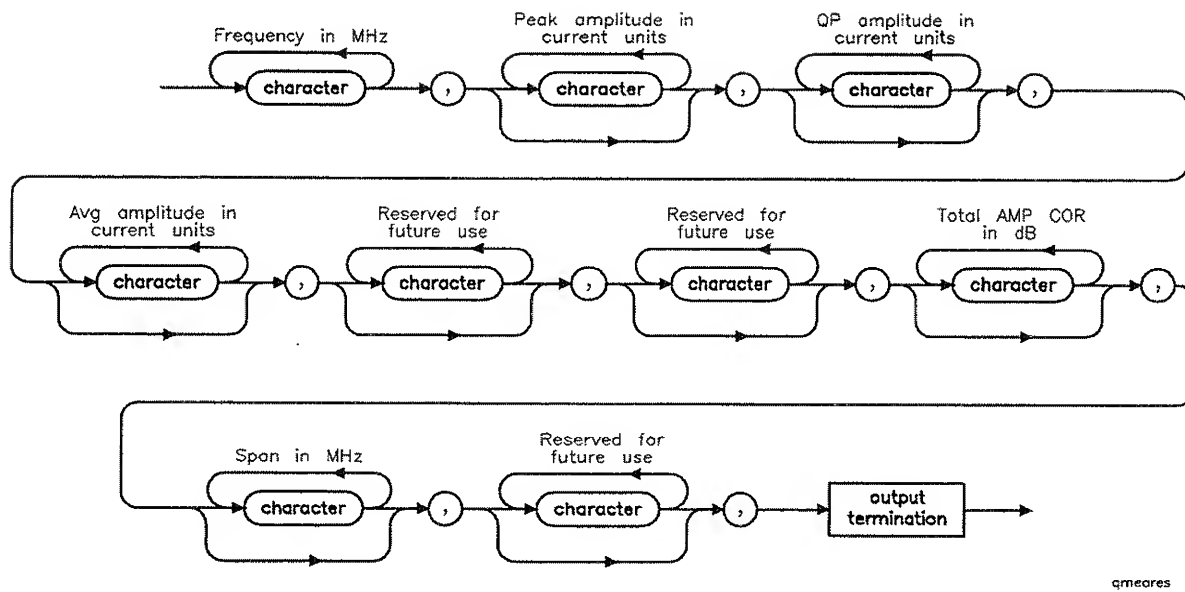 Frequency in MHz
Peak amplitude in
current units
QP amplitude in
current units
character , character , character ,
Avg amplitude in
current units
Reserved for
future use
Reserved for
future use
Total AMP COR
in dB
character , character , character , character ,
Span in MHz
Reserved for
future use
character , character , output
termination
qmeares